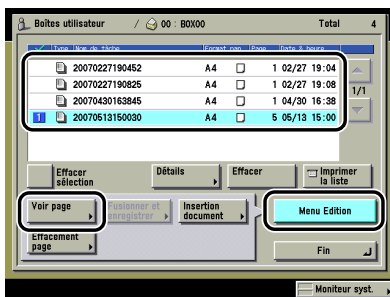 Boîtes utilisateur / 00 : BOX00 Total 4
Type Nom de tâche Format pap. Page Date & heure
20070227190452 A4 1 02/27 19:04
20070227190825 A4 1 02/27 19:08
20070430163845 A4 1 04/30 16:38
1 20070513150030 A4 5 05/13 15:00
1/1
Effacer sélection
Détails
Effacer
Imprimer la liste
Voir page
Fusionner et enregistrer
Insertion document
Menu Edition
Effacement page
Fin
Moniteur syst.